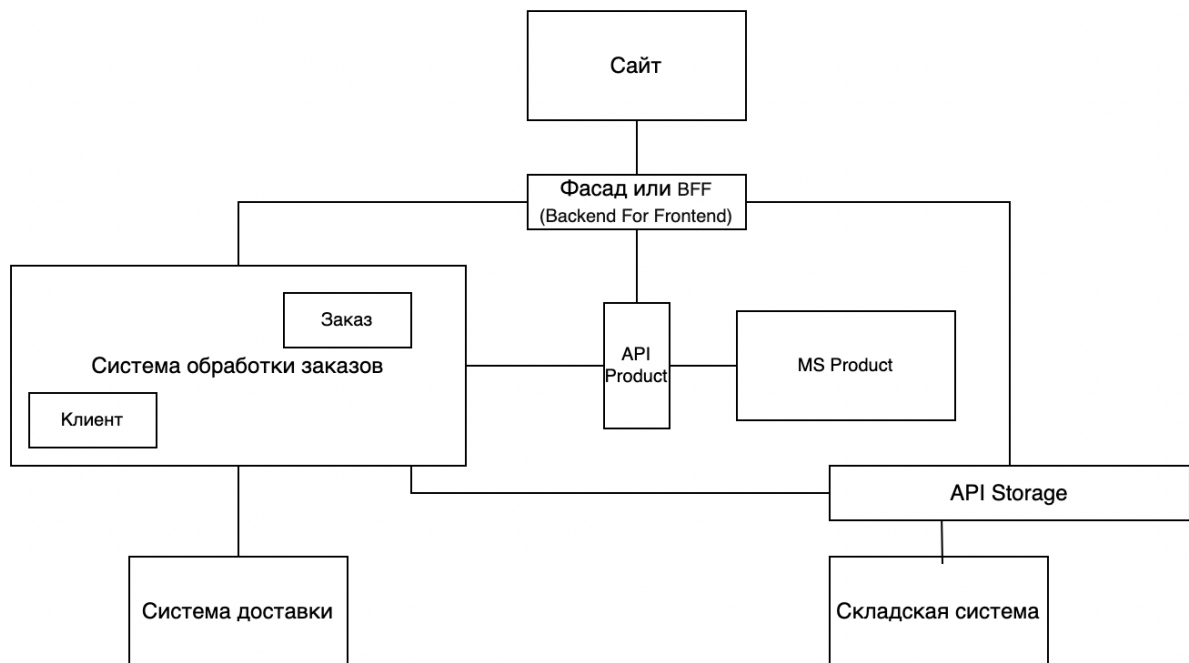 Сайт
Фасад или BFF
(Backend For Frontend)
Заказ
Система обработки заказов
Клиент
API
Product
MS Product
API Storage
Система доставки
Складская система